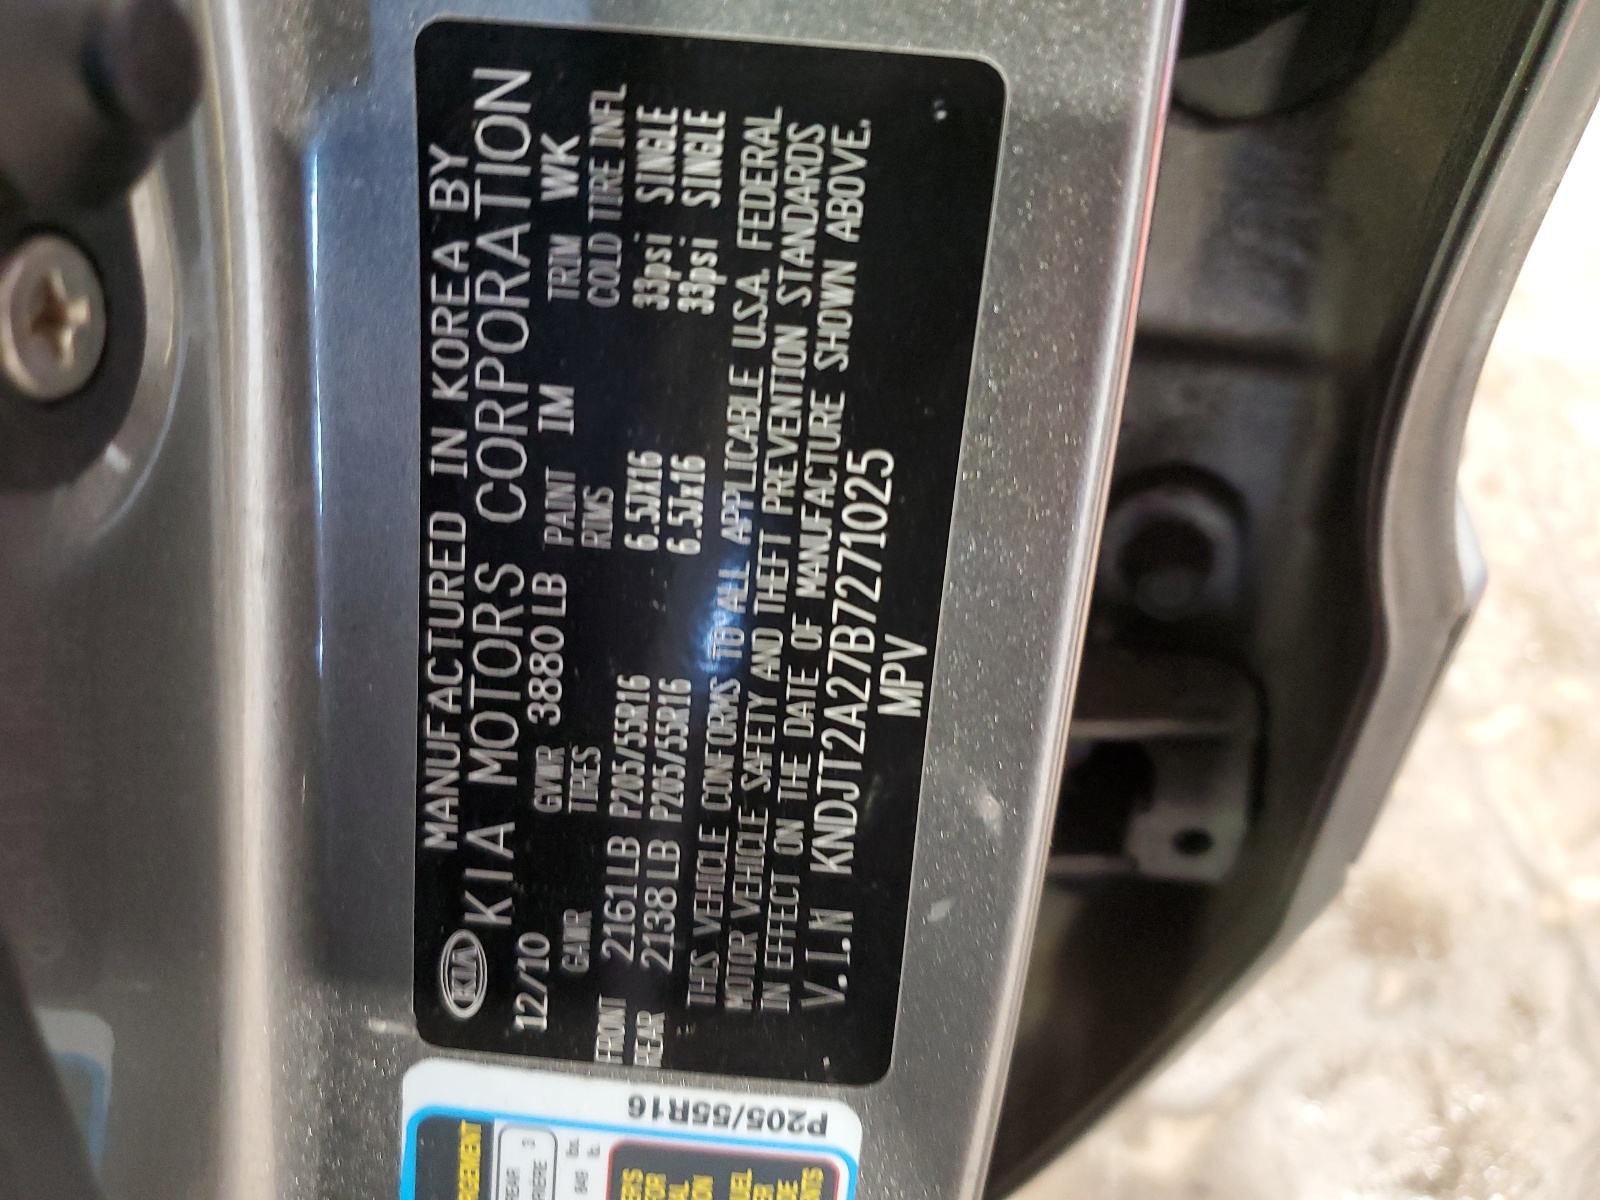 KIA
MANUFACTURED IN KOREA BY
KIA MOTORS CORPORATION
12/10 GVWR 3880LB PAINT IM TRIM WK
GAWR TIRES RIMS COLD TIRE INFL
FRONT 2161LB P205/55R16 6.5JX16 33psi SINGLE
REAR 2138LB P205/55R16 6.5Jx16 33psi SINGLE
THIS VEHICLE CONFORMS TO ALL APPLICABLE U.S.A. FEDERAL
MOTOR VEHICLE SAFETY AND THEFT PREVENTION STANDARDS
IN EFFECT ON THE DATE OF MANUFACTURE SHOWN ABOVE.
V.I.N KNDJT2A27B7271025
MPV
P205/55R16